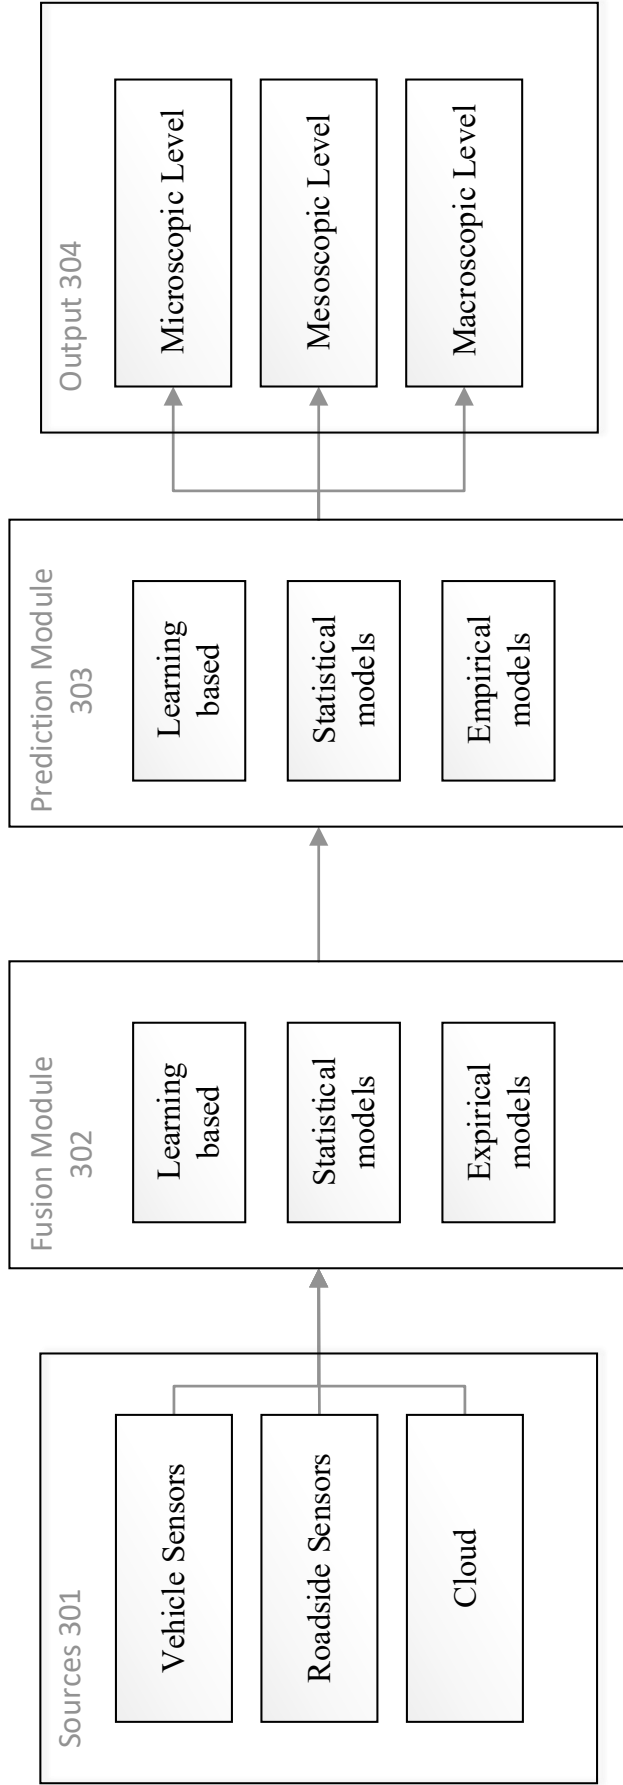 Sources 301
Vehicle Sensors
Roadside Sensors
Cloud
Fusion Module
302
Learning
based
Statistical
models
Expirical
models
Prediction Module
303
Learning
based
Statistical
models
Empirical
models
Output 304
Microscopic Level
Mesoscopic Level
Macroscopic Level